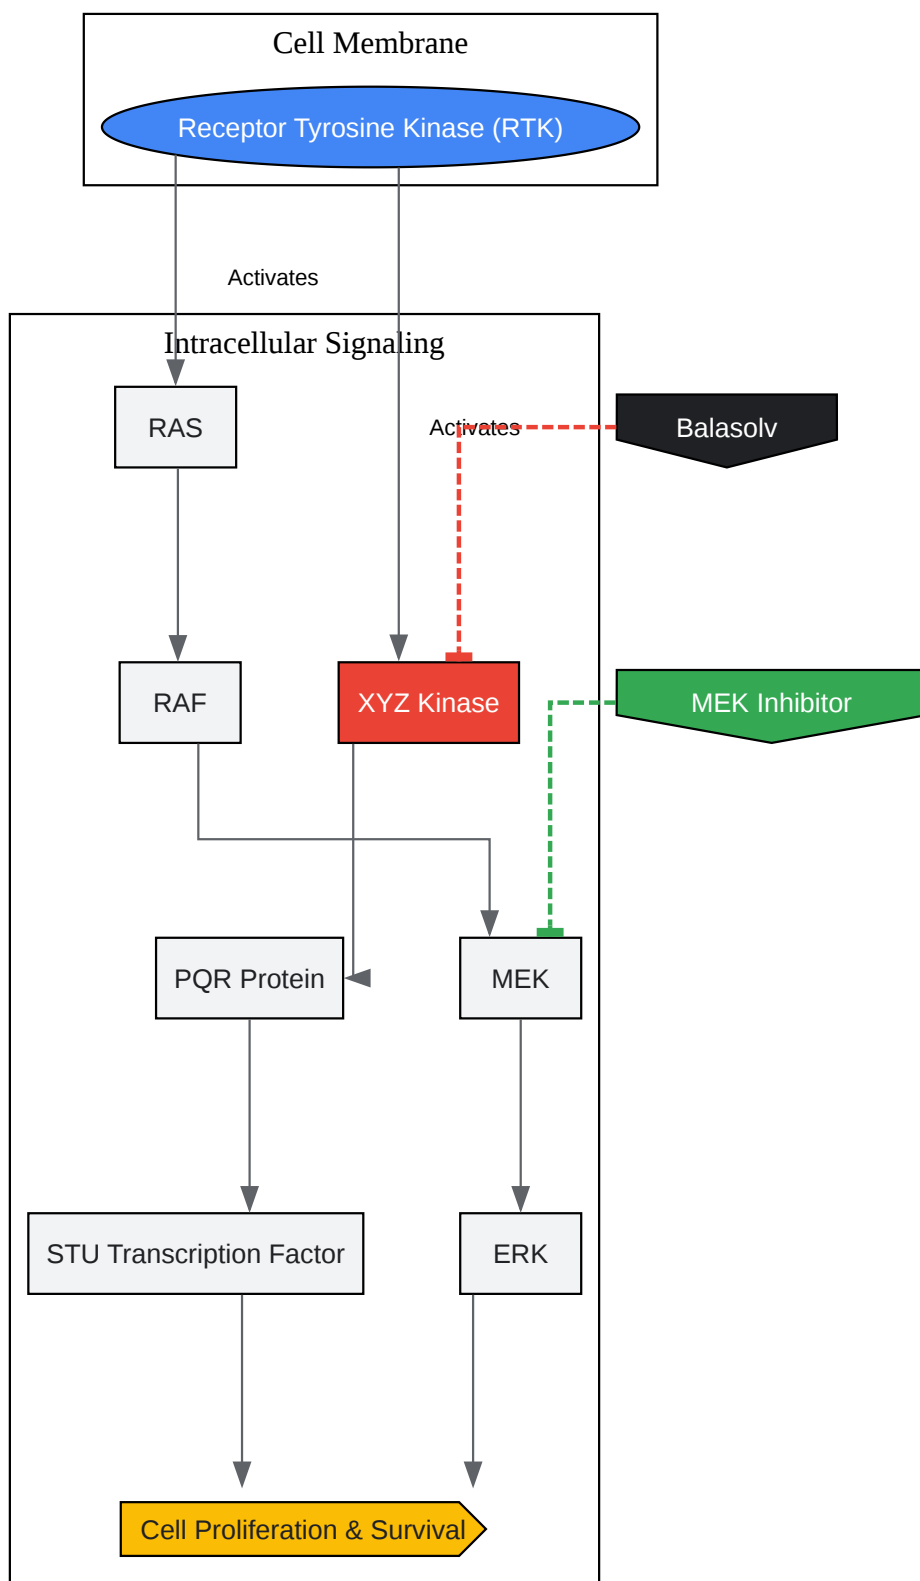 Cell Membrane
Receptor Tyrosine Kinase (RTK)
Activates
Intracellular Signaling
RAS
Activates
Balasolv
RAF
XYZ Kinase
MEK Inhibitor
PQR Protein
MEK
STU Transcription Factor
ERK
Cell Proliferation & Survival